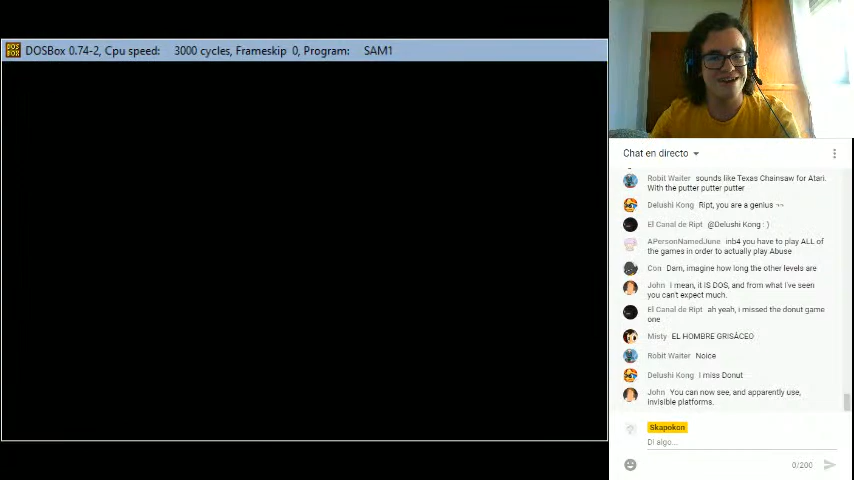 DOS
BOX
DOSBox 0.74-2, Cpu speed: 3000 cycles, Frameskip 0, Program: SAM1
Chat en directo
Robit Waiter sounds like Texas Chainsaw for Atari.
With the putter putter putter
Delushi Kong Ript, you are a genius ¬¬
El Canal de Ript @Delushi Kong : )
APersonNamedJune inb4 you have to play ALL of
the games in order to actually play Abuse
Con Darn, imagine how long the other levels are
John I mean, it IS DOS, and from what I've seen
you can't expect much.
El Canal de Ript ah yeah, i missed the donut game
one
Misty EL HOMBRE GRISÁCEO
Robit Waiter Noice
Delushi Kong I miss Donut
John You can now see, and apparently use,
invisible platforms.
Skapokon
Di algo...
0/200